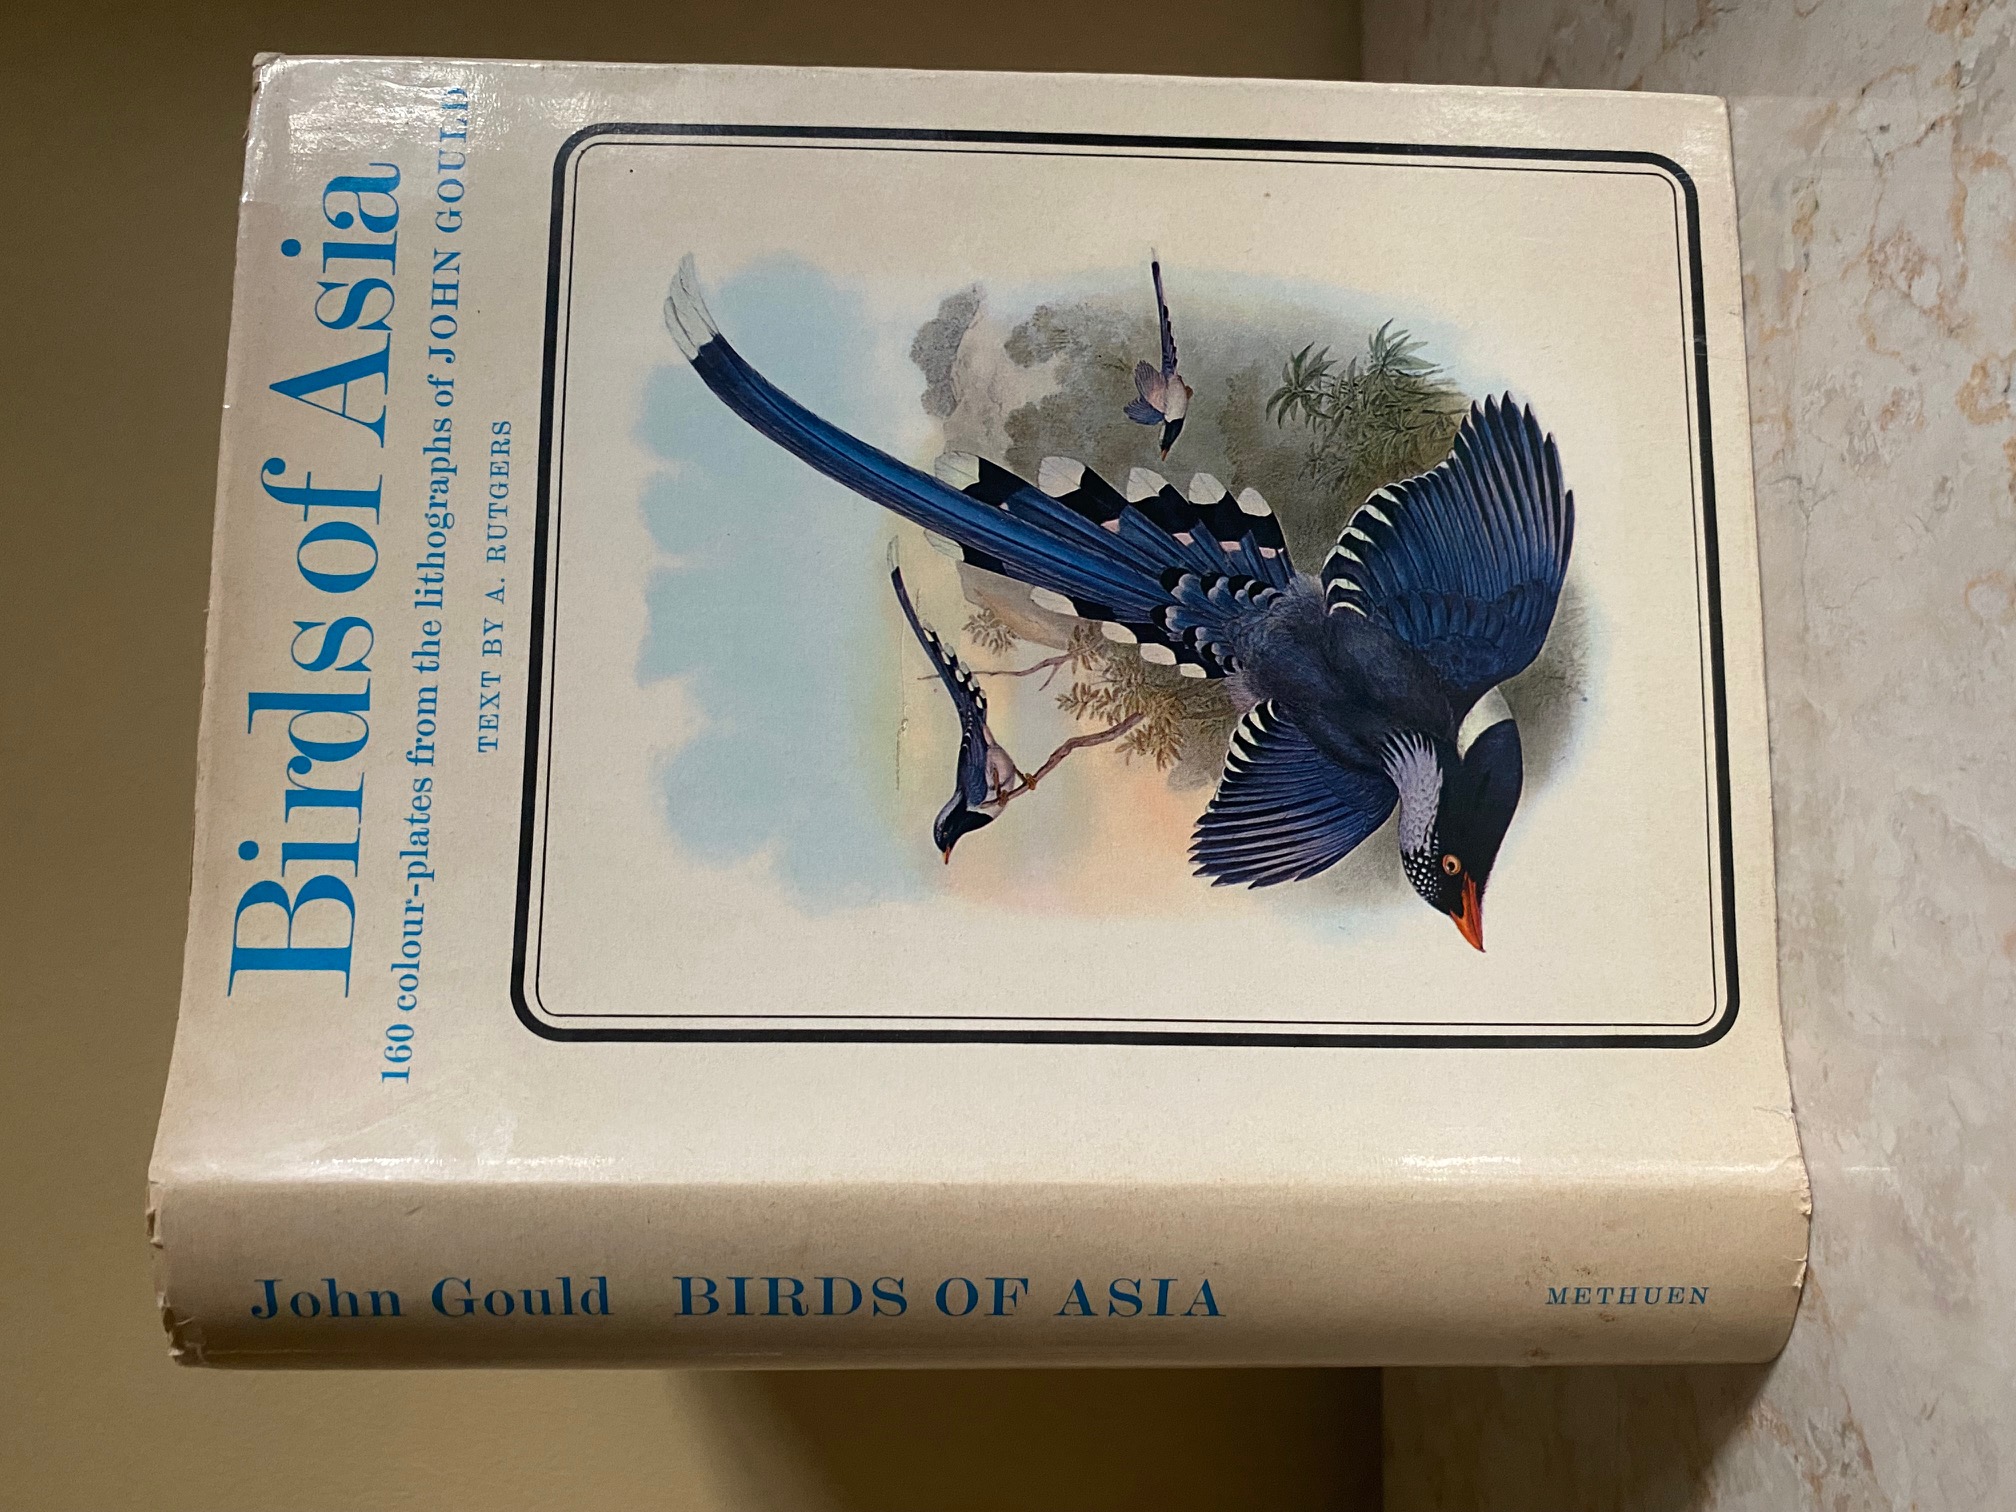 Birds of Asia
160 colour-plates from the lithographs of JOHN GOULD
TEXT BY A. RUTGERS
John Gould BIRDS OF ASIA
METHUEN